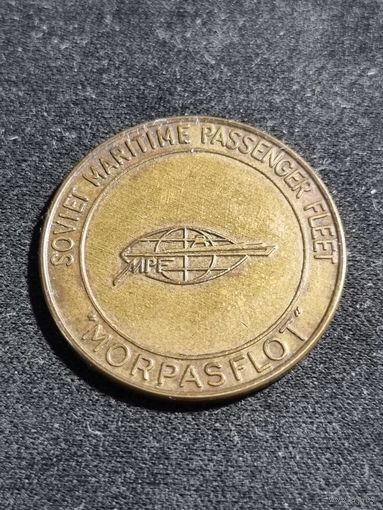 SOVIET MARITIME PASSENGER FLEET
MPF
"MORPASFLOT"